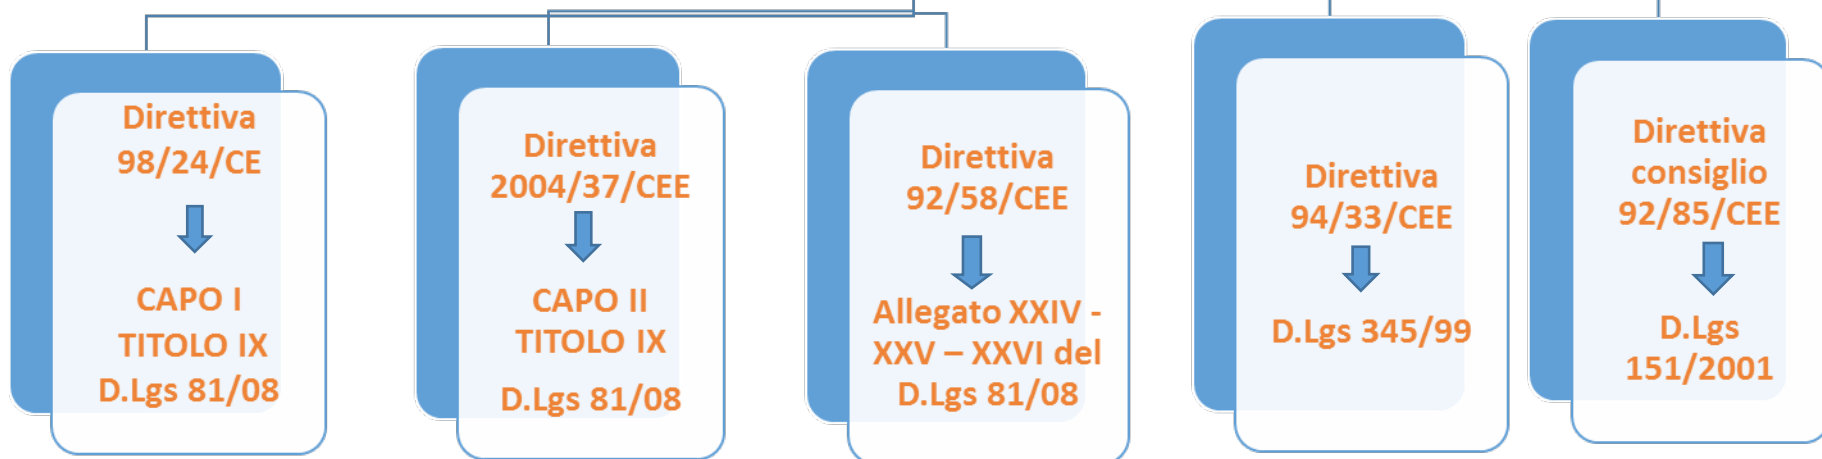 Direttiva
98/24/CE
CAPO I
TITOLO IX
D.Lgs 81/08
Direttiva
2004/37/CEE
CAPO II
TITOLO IX
D.Lgs 81/08
Direttiva
92/58/CEE
Allegato XXIV -
XXV – XXVI del
D.Lgs 81/08
Direttiva
94/33/CEE
D.Lgs 345/99
Direttiva
consiglio
92/85/CEE
D.Lgs
151/2001